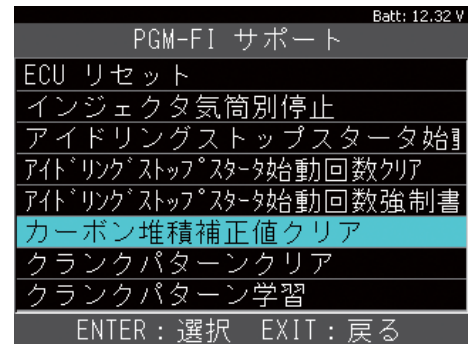 Batt: 12.32 V
PGM-FI サポート
ECU リセット
インジェクタ気筒別停止
アイドリングストップスタータ始動
ｱｲﾄﾞﾘﾝｸﾞｽﾄｯﾌﾟｽﾀｰﾀ始動回数ｸﾘｱ
ｱｲﾄﾞﾘﾝｸﾞｽﾄｯﾌﾟｽﾀｰﾀ始動回数強制書
カーボン堆積補正値クリア
クランクパターンクリア
クランクパターン学習
ENTER：選択 EXIT：戻る